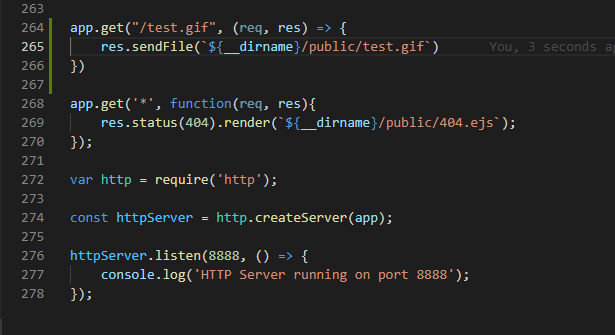 263
264 app.get("/test.gif", (req, res) => {
265     res.sendFile(`${__dirname}/public/test.gif`) You, 3 seconds
266 })
267
268 app.get('*', function(req, res){
269     res.status(404).render(`${__dirname}/public/404.ejs`);
270 });
271
272 var http = require('http');
273
274 const httpServer = http.createServer(app);
275
276 httpServer.listen(8888, () => {
277     console.log('HTTP Server running on port 8888');
278 });